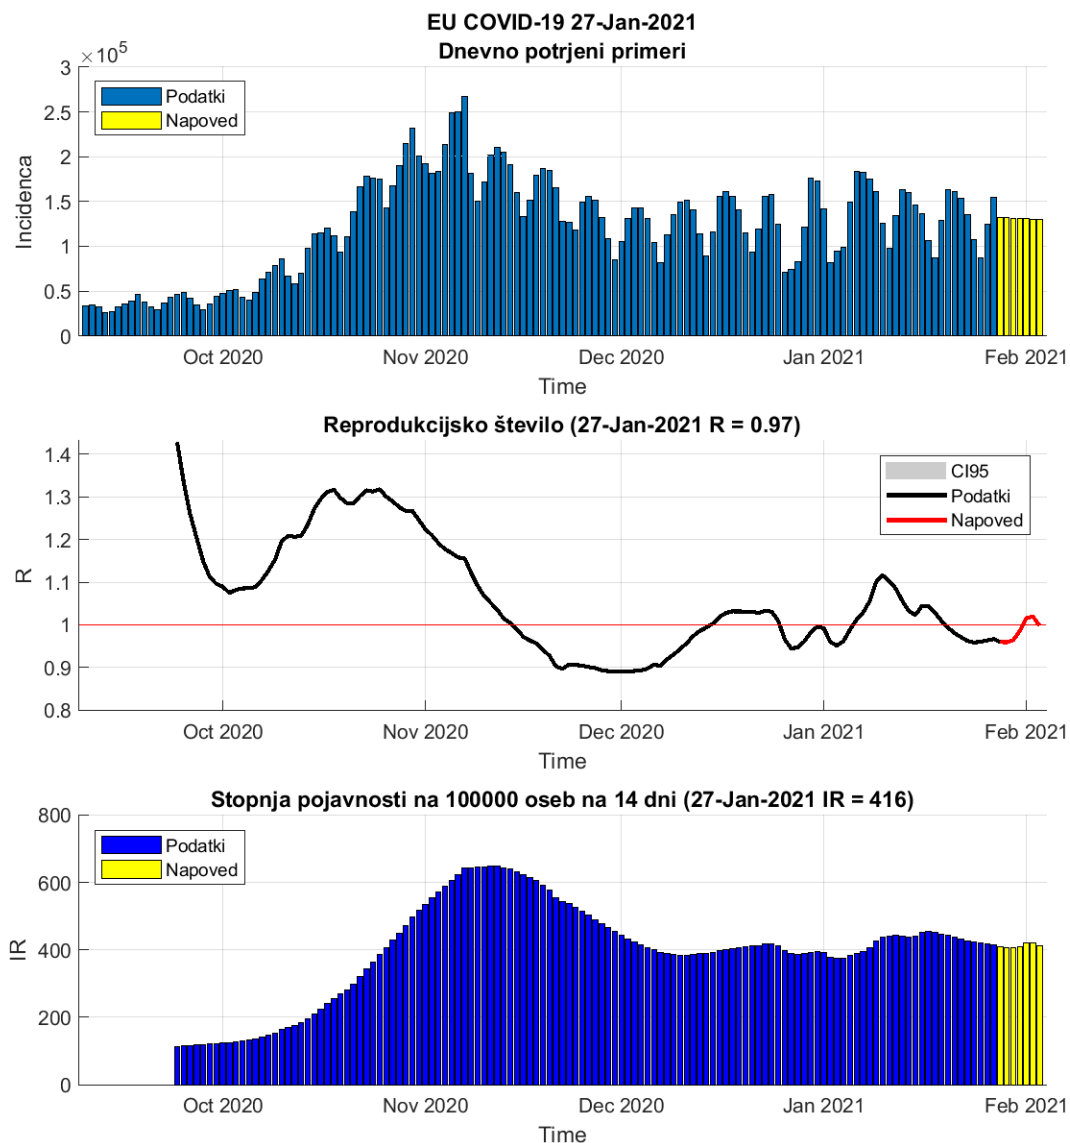 EU COVID-19 27-Jan-2021
Dnevno potrjeni primeri
×10⁵
3
2.5
2
1.5
1
0.5
0
Incidenca
Podatki
Napoved
Oct 2020 Nov 2020 Dec 2020 Jan 2021 Feb 2021
Time
Reprodukcijsko število (27-Jan-2021 R = 0.97)
1.4
1.3
1.2
1.1
1
0.9
0.8
R
CI95
Podatki
Napoved
Oct 2020 Nov 2020 Dec 2020 Jan 2021 Feb 2021
Time
Stopnja pojavnosti na 100000 oseb na 14 dni (27-Jan-2021 IR = 416)
800
600
400
200
0
IR
Podatki
Napoved
Oct 2020 Nov 2020 Dec 2020 Jan 2021 Feb 2021
Time